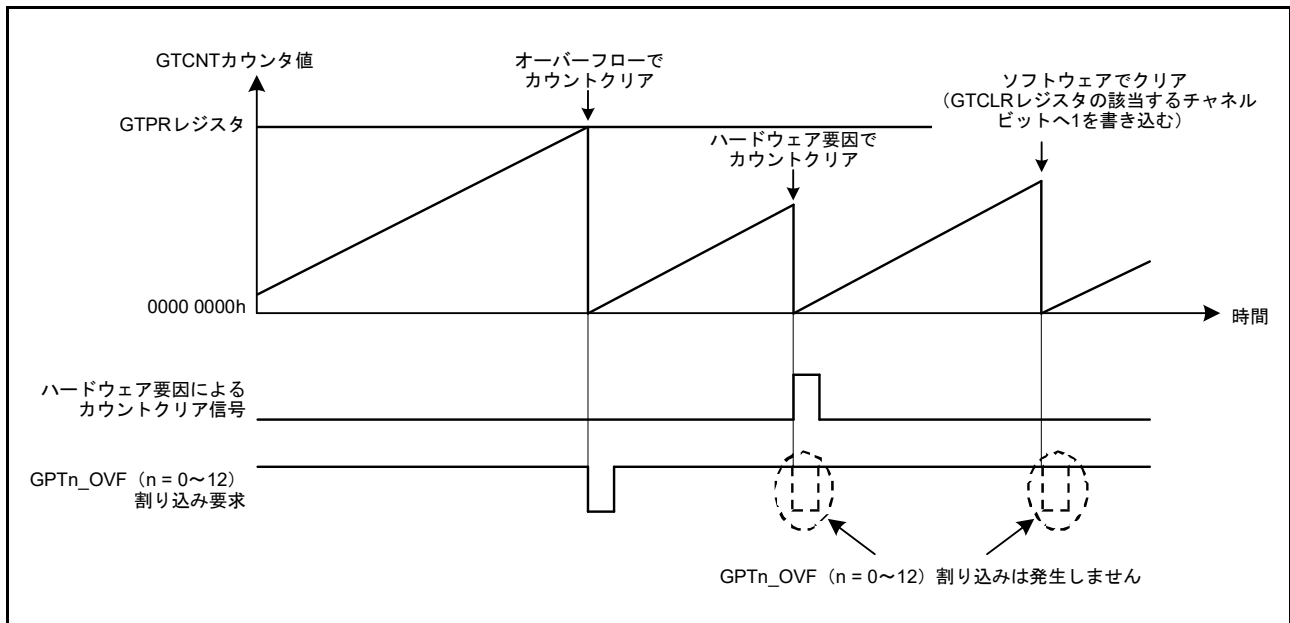 GTCNTカウンタ値
オーバーフローで
カウントクリア
ソフトウェアでクリア
（GTCLRレジスタの該当するチャネル
ビットへ1を書き込む）
GTPRレジスタ
ハードウェア要因で
カウントクリア
0000 0000h
時間
ハードウェア要因による
カウントクリア信号
GPTn_OVF（n = 0～12）
割り込み要求
GPTn_OVF（n = 0～12）割り込みは発生しません